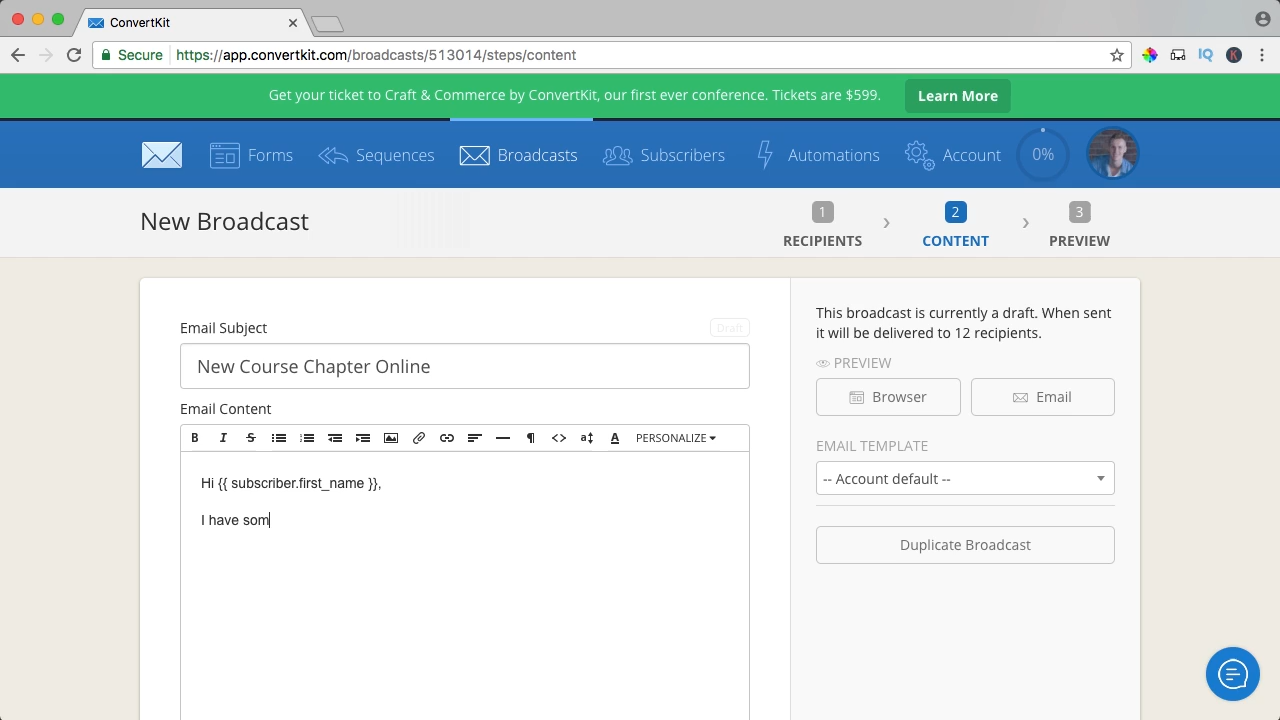 ConvertKit
Secure https://app.convertkit.com/broadcasts/513014/steps/content
IQ K
Get your ticket to Craft & Commerce by ConvertKit, our first ever conference. Tickets are $599. Learn More
Forms Sequences Broadcasts Subscribers Automations Account 0%
New Broadcast
1 2 3
RECIPIENTS CONTENT PREVIEW
Email Subject Draft
New Course Chapter Online
Email Content
B I S PERSONALIZE
Hi {{ subscriber.first_name }},
I have som
This broadcast is currently a draft. When sent
it will be delivered to 12 recipients.
PREVIEW
Browser Email
EMAIL TEMPLATE
-- Account default --
Duplicate Broadcast